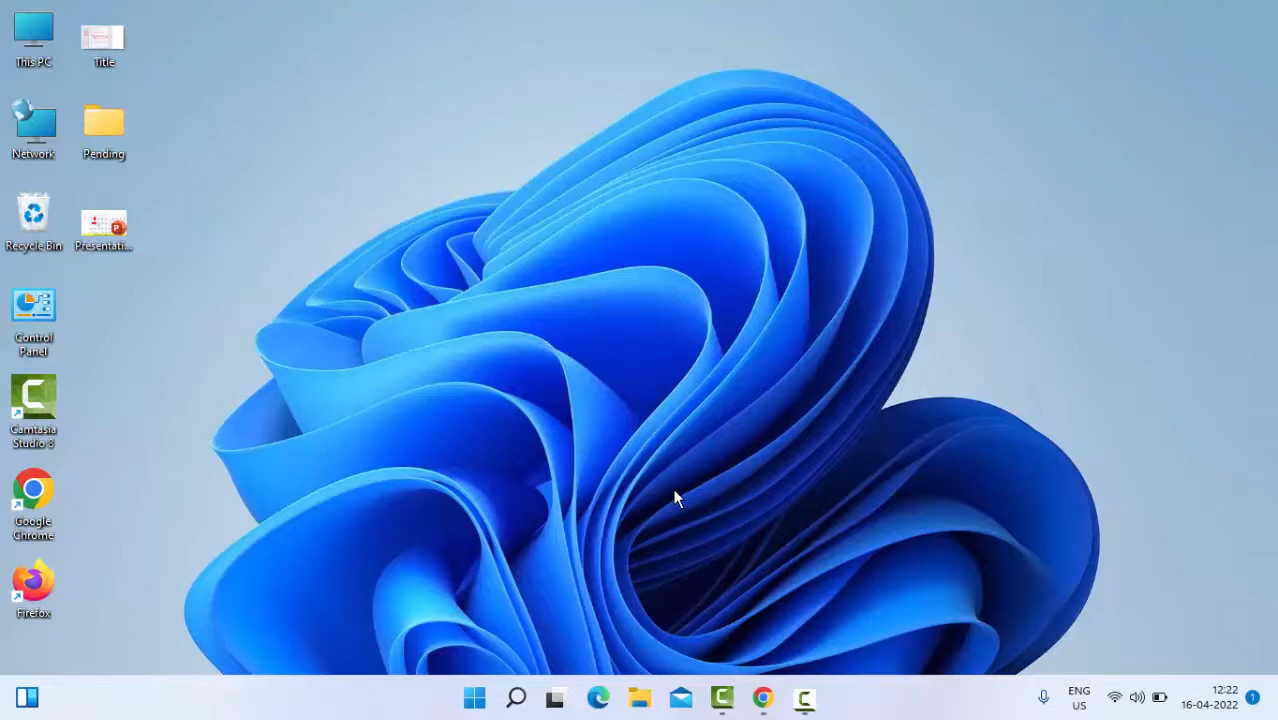 This PC
Title
Network
Pending
Recycle Bin
Presentati...
Control
Panel
Camtasia
Studio 8
Google
Chrome
Firefox
ENG
US
12:22
16-04-2022
1